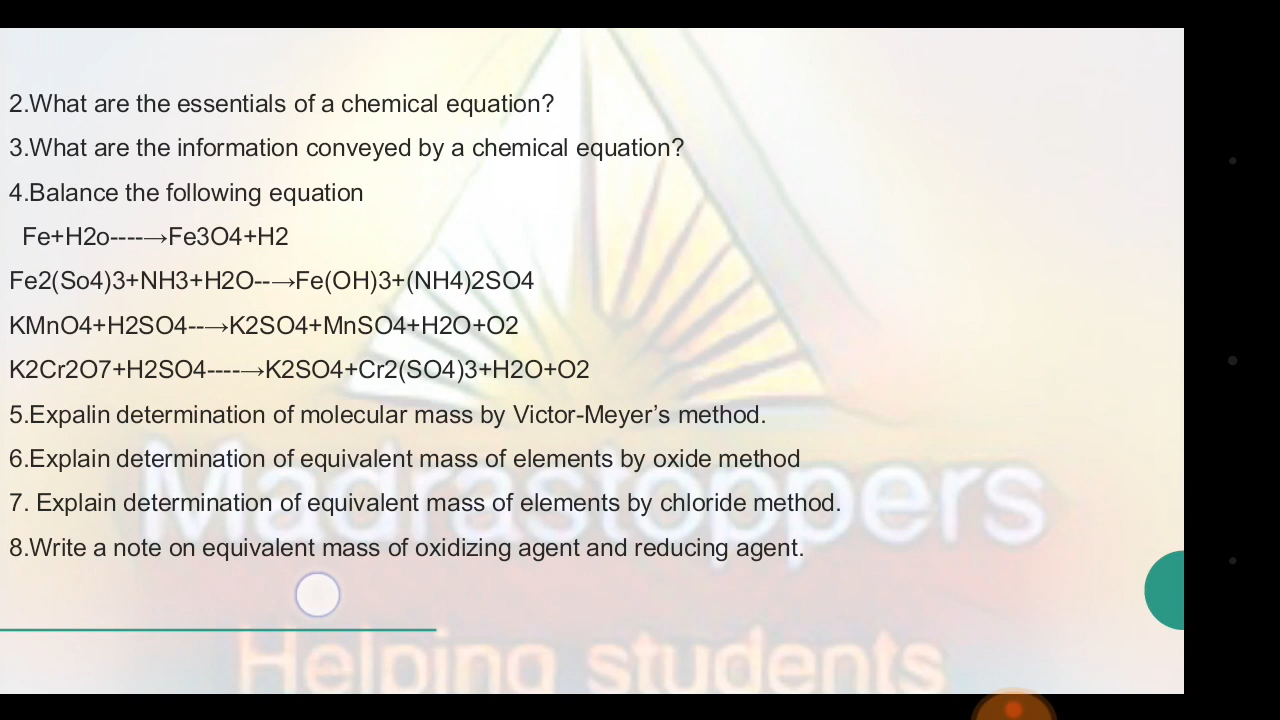 2.What are the essentials of a chemical equation?
3.What are the information conveyed by a chemical equation?
4.Balance the following equation
Fe+H2o----→Fe3O4+H2
Fe2(So4)3+NH3+H2O--→Fe(OH)3+(NH4)2SO4
KMnO4+H2SO4--→K2SO4+MnSO4+H2O+O2
K2Cr2O7+H2SO4----→K2SO4+Cr2(SO4)3+H2O+O2
5.Expalin determination of molecular mass by Victor-Meyer’s method.
6.Explain determination of equivalent mass of elements by oxide method
7. Explain determination of equivalent mass of elements by chloride method.
8.Write a note on equivalent mass of oxidizing agent and reducing agent.
Madrastoppers
Helping students